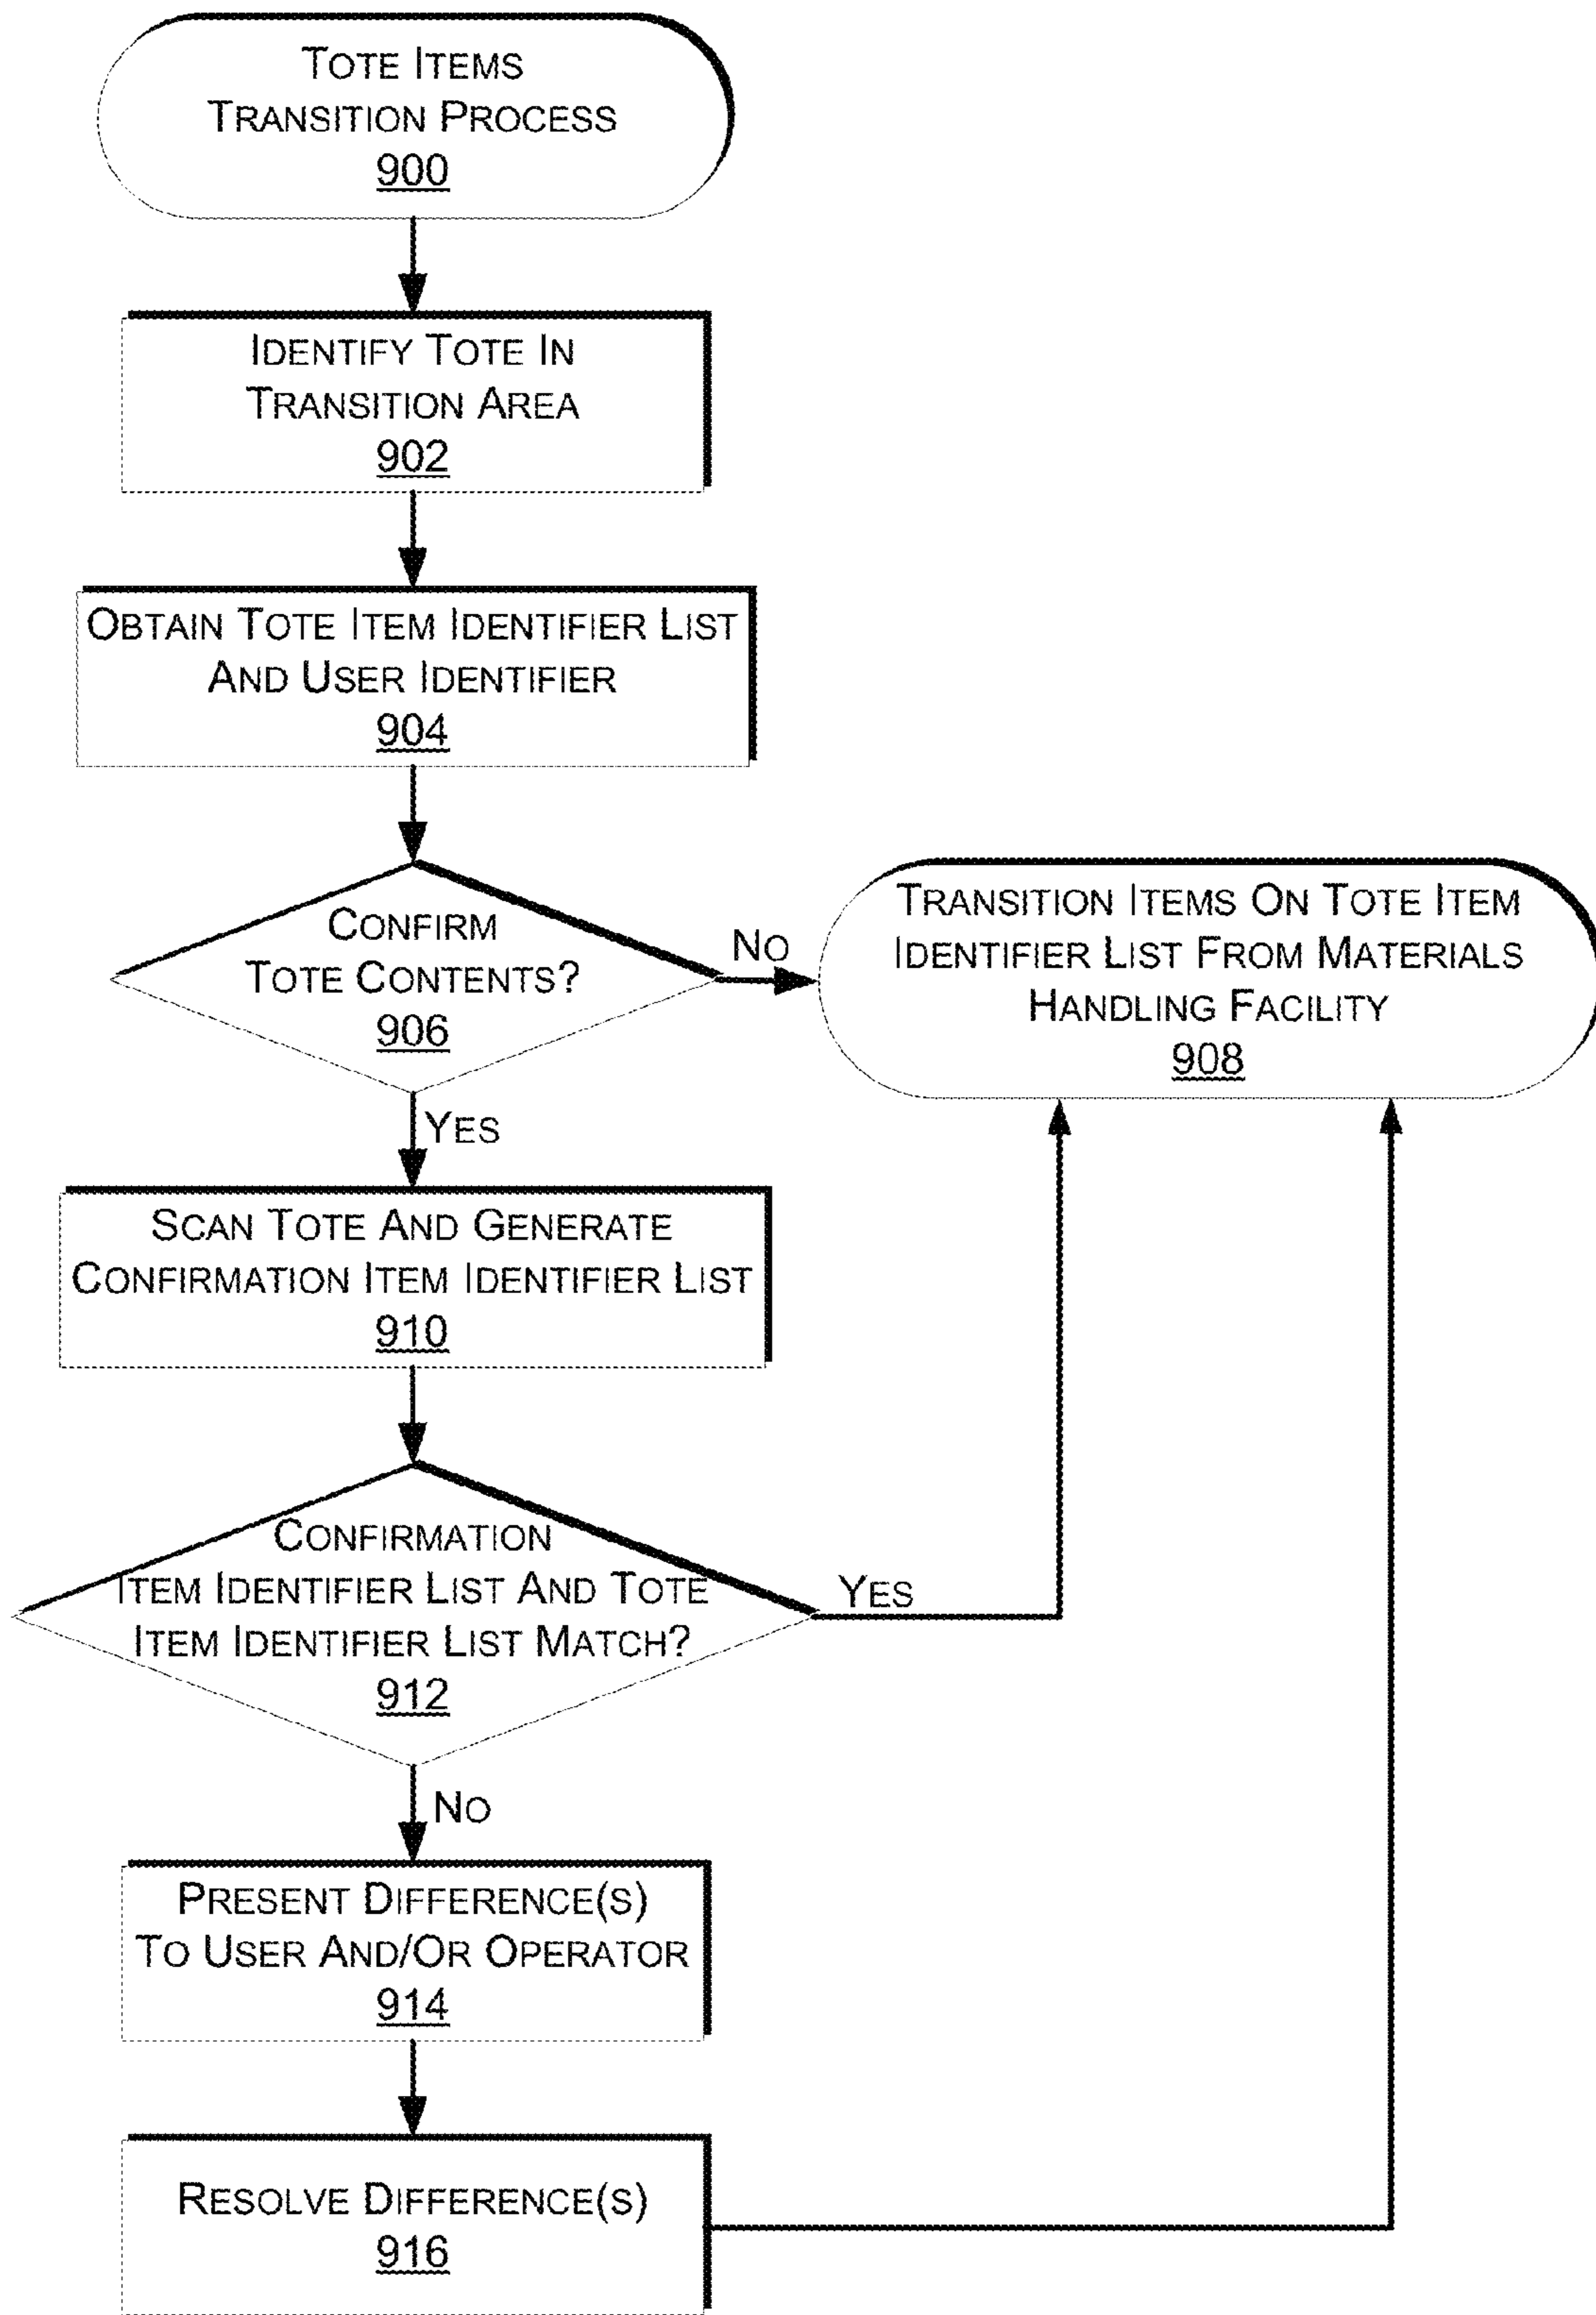 TOTE ITEMS
TRANSITION PROCESS
900
IDENTIFY TOTE IN
TRANSITION AREA
902
OBTAIN TOTE ITEM IDENTIFIER LIST
AND USER IDENTIFIER
904
CONFIRM
TOTE CONTENTS?
906
NO
TRANSITION ITEMS ON TOTE ITEM
IDENTIFIER LIST FROM MATERIALS
HANDLING FACILITY
908
YES
SCAN TOTE AND GENERATE
CONFIRMATION ITEM IDENTIFIER LIST
910
CONFIRMATION
ITEM IDENTIFIER LIST AND TOTE
ITEM IDENTIFIER LIST MATCH?
912
YES
NO
PRESENT DIFFERENCE(S)
TO USER AND/OR OPERATOR
914
RESOLVE DIFFERENCE(S)
916